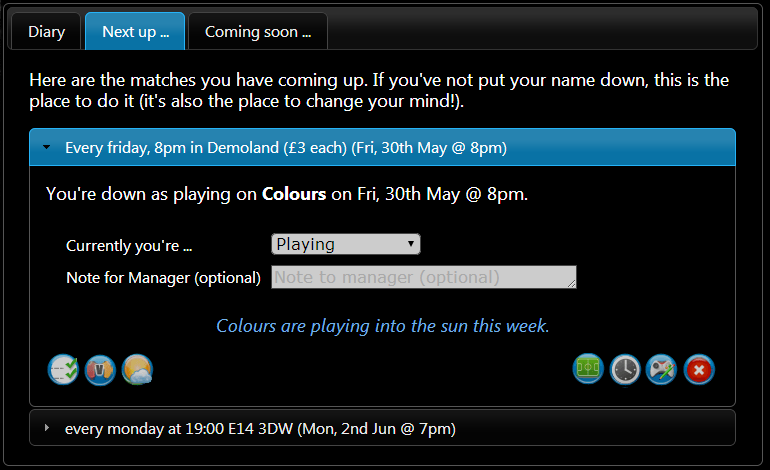 Diary
Next up ...
Coming soon ...
Here are the matches you have coming up. If you've not put your name down, this is the
place to do it (it's also the place to change your mind!).
Every friday, 8pm in Demoland (£3 each) (Fri, 30th May @ 8pm)
You're down as playing on Colours on Fri, 30th May @ 8pm.
Currently you're ...
Playing
Note for Manager (optional)
Note to manager (optional)
Colours are playing into the sun this week.
V
every monday at 19:00 E14 3DW (Mon, 2nd Jun @ 7pm)